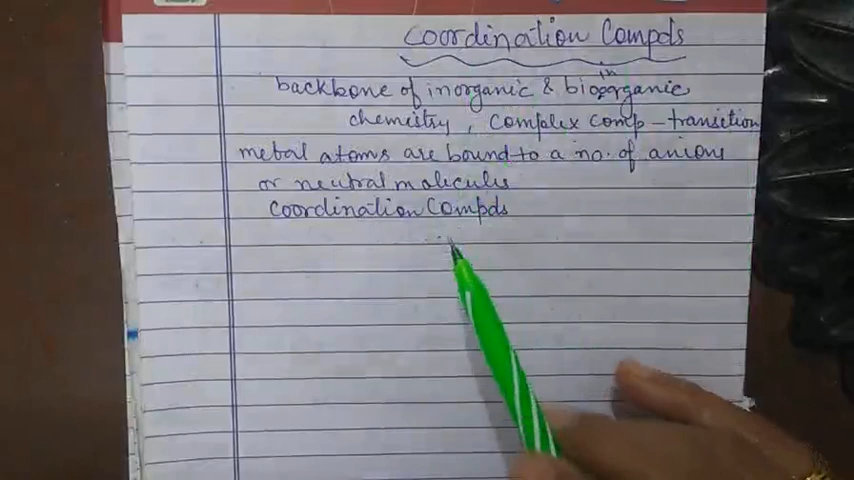 Coordination Compds
backbone of inorganic & bioinorganic
chemistry, complex comp - transition
metal atoms are bound to a no. of anions
or neutral molecules
Coordination Compds